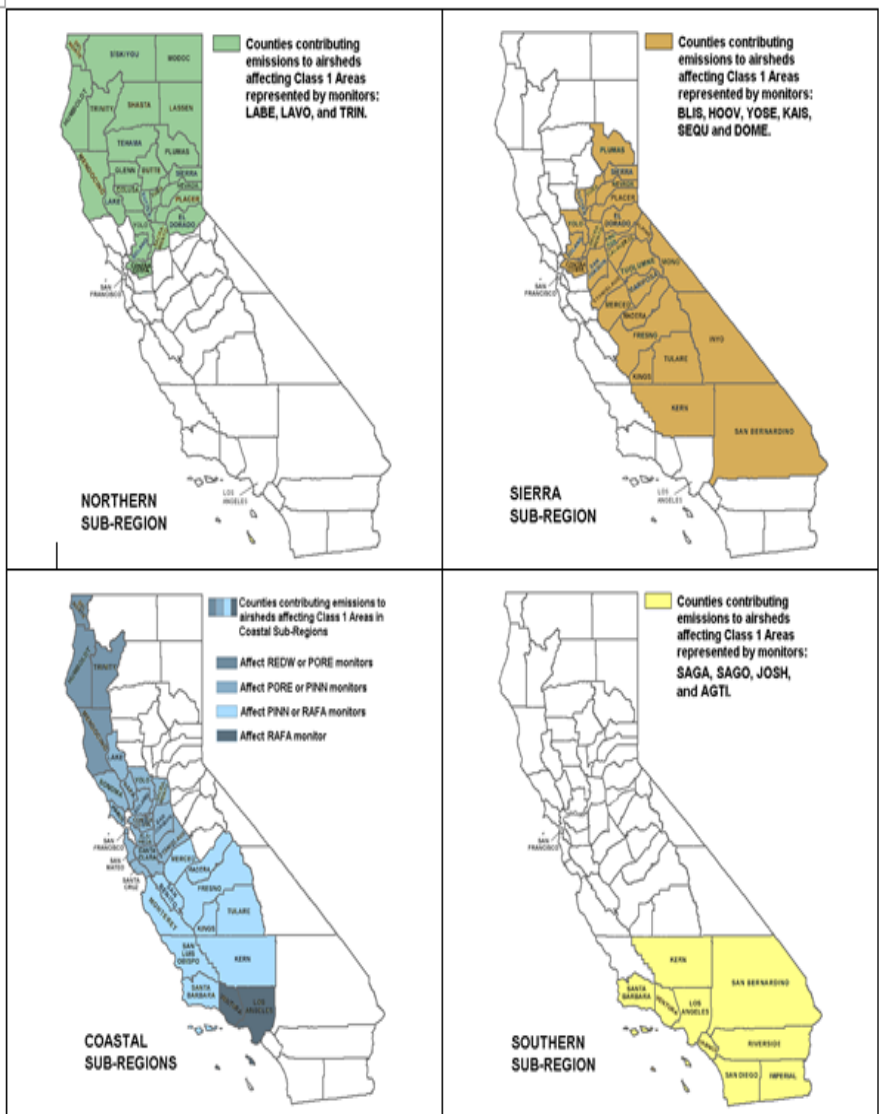 Counties contributing
emissions to airsheds
affecting Class 1 Areas
represented by monitors:
LABE, LAVO, and TRIN.
SISKIYOU
MODOC
HUMBOLDT
TRINITY
SHASTA
LASSEN
TEHAMA
PLUMAS
MENDOCINO
GLENN
BUTTE
SIERRA
NEVADA
LAKE
PLACER
YOLO
EL
DORADO
SAN
FRANCISCO
LOS
ANGELES
NORTHERN
SUB-REGION
Counties contributing
emissions to airsheds
affecting Class 1 Areas
represented by monitors:
BLIS, HOOV, YOSE, KAIS,
SEQU and DOME.
PLUMAS
SIERRA
NEVADA
PLACER
YOLO
EL
DORADO
TUOLUMNE
MONO
MARIPOSA
SAN
FRANCISCO
MERCED
MADERA
FRESNO
INYO
TULARE
KINGS
KERN
SAN BERNARDINO
LOS
ANGELES
SIERRA
SUB-REGION
Counties contributing emissions to
airsheds affecting Class 1 Areas in
Coastal Sub-Regions
Affect REDW or PORE monitors
Affect PORE or PINN monitors
Affect PINN or RAFA monitors
Affect RAFA monitor
HUMBOLDT
TRINITY
MENDOCINO
LAKE
SONOMA
YOLO
SAN
FRANCISCO
SAN
MATEO
SANTA
CLARA
SANTA
CRUZ
MERCED
MADERA
FRESNO
SAN
BENITO
MONTEREY
TULARE
KINGS
SAN
LUIS
OBISPO
KERN
SANTA
BARBARA
VENTURA
LOS
ANGELES
COASTAL
SUB-REGIONS
Counties contributing
emissions to airsheds
affecting Class 1 Areas
represented by monitors:
SAGA, SAGO, JOSH,
and AGTI.
SAN
FRANCISCO
KERN
SAN BERNARDINO
SANTA
BARBARA
VENTURA
LOS
ANGELES
ORANGE
RIVERSIDE
SAN DIEGO
IMPERIAL
SOUTHERN
SUB-REGION